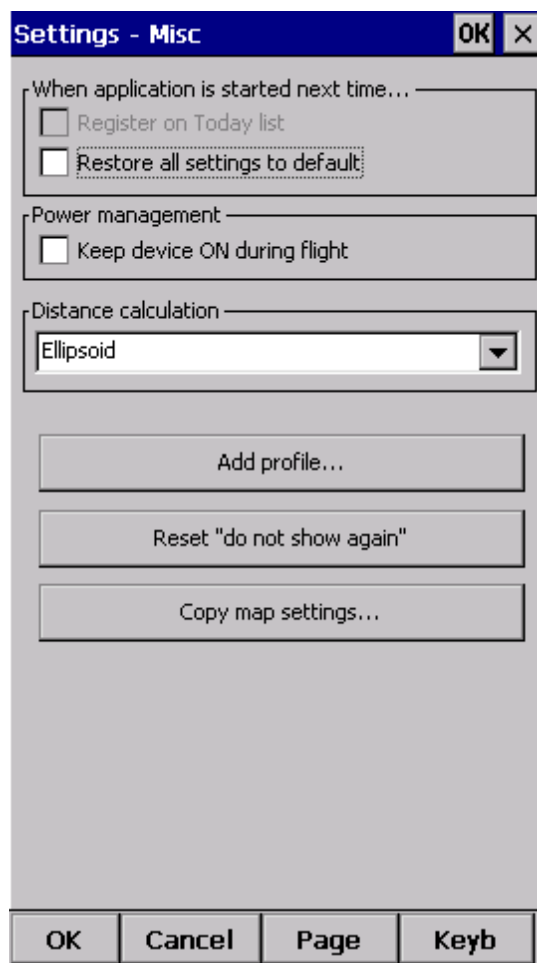 Settings - Misc OK ×
When application is started next time...
Register on Today list
Restore all settings to default
Power management
Keep device ON during flight
Distance calculation
Ellipsoid
Add profile...
Reset "do not show again"
Copy map settings...
OK Cancel Page Keyb